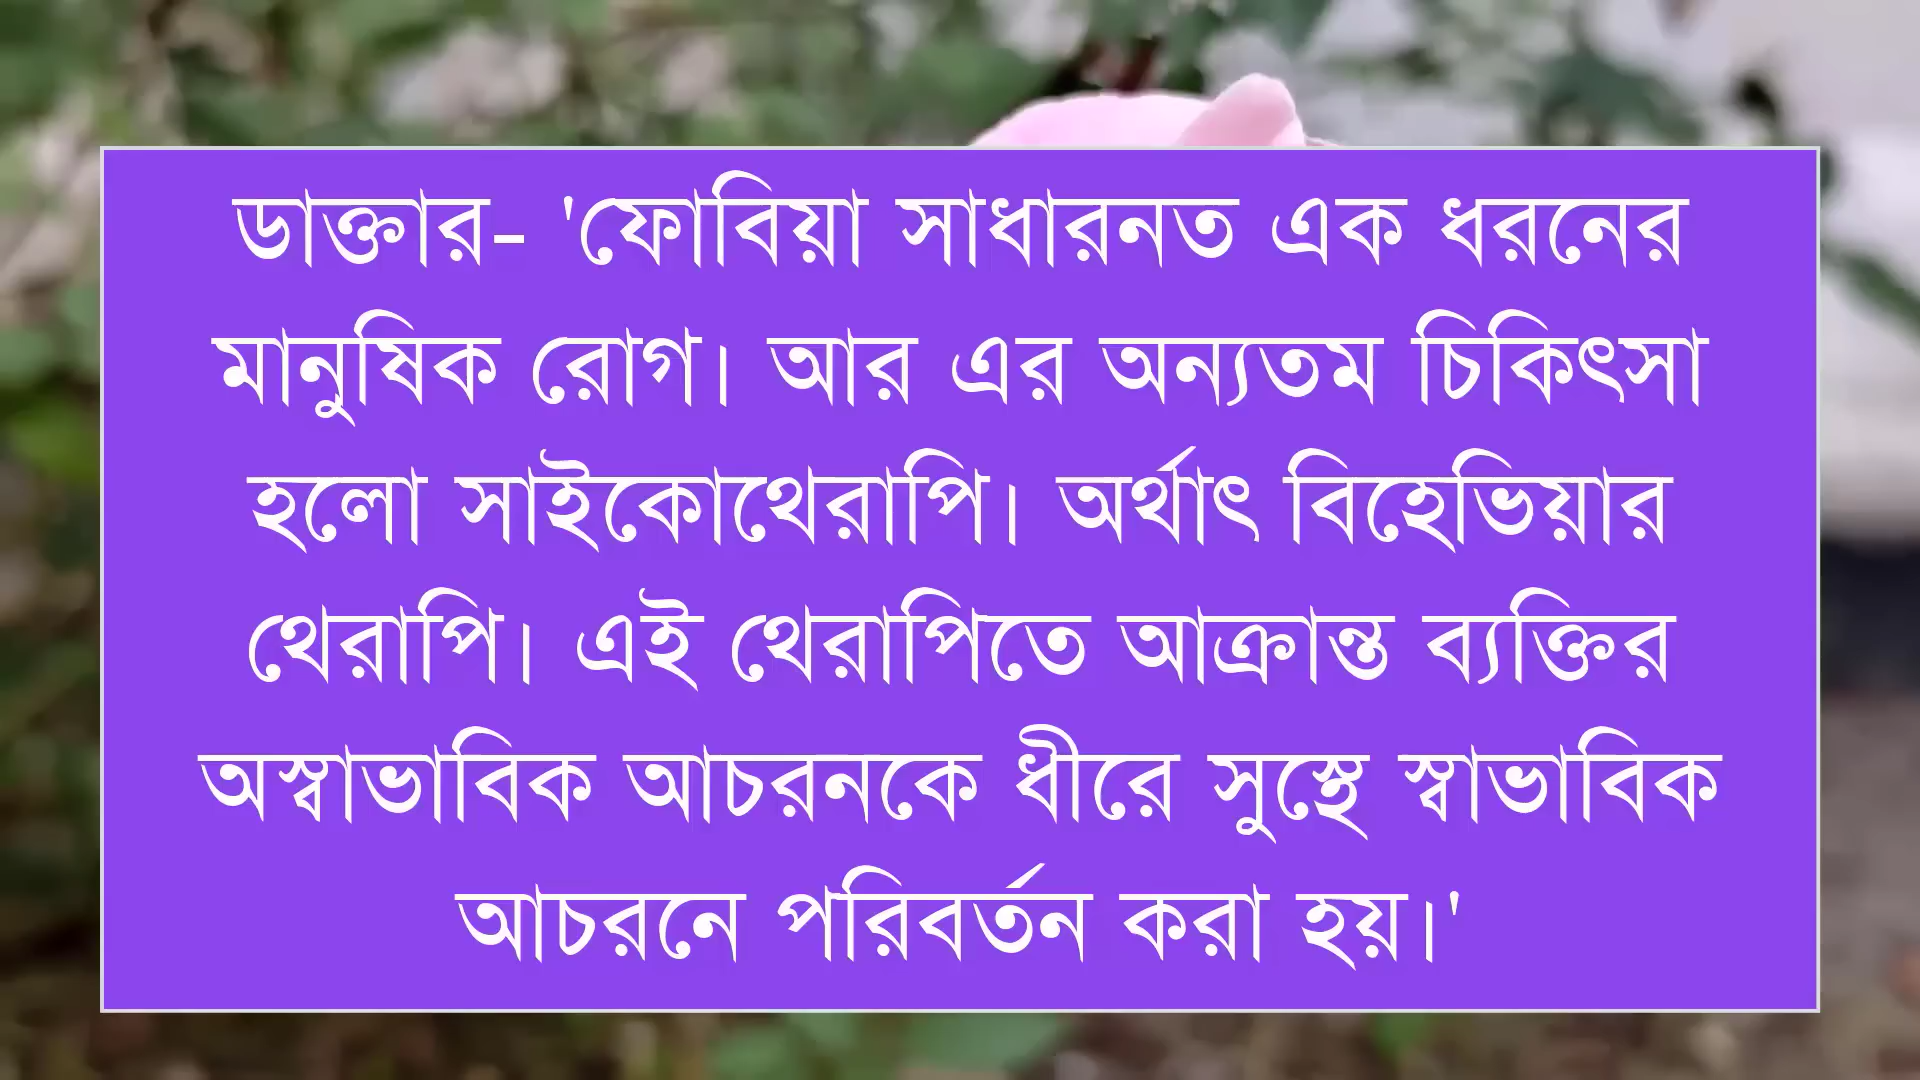 ডাক্তার- 'ফোবিয়া সাধারনত এক ধরনের
মানুষিক রোগ। আর এর অন্যতম চিকিৎসা
হলো সাইকোথেরাপি। অর্থাৎ বিহেভিয়ার
থেরাপি। এই থেরাপিতে আক্রান্ত ব্যক্তির
অস্বাভাবিক আচরনকে ধীরে সুস্থে স্বাভাবিক
আচরনে পরিবর্তন করা হয়।'